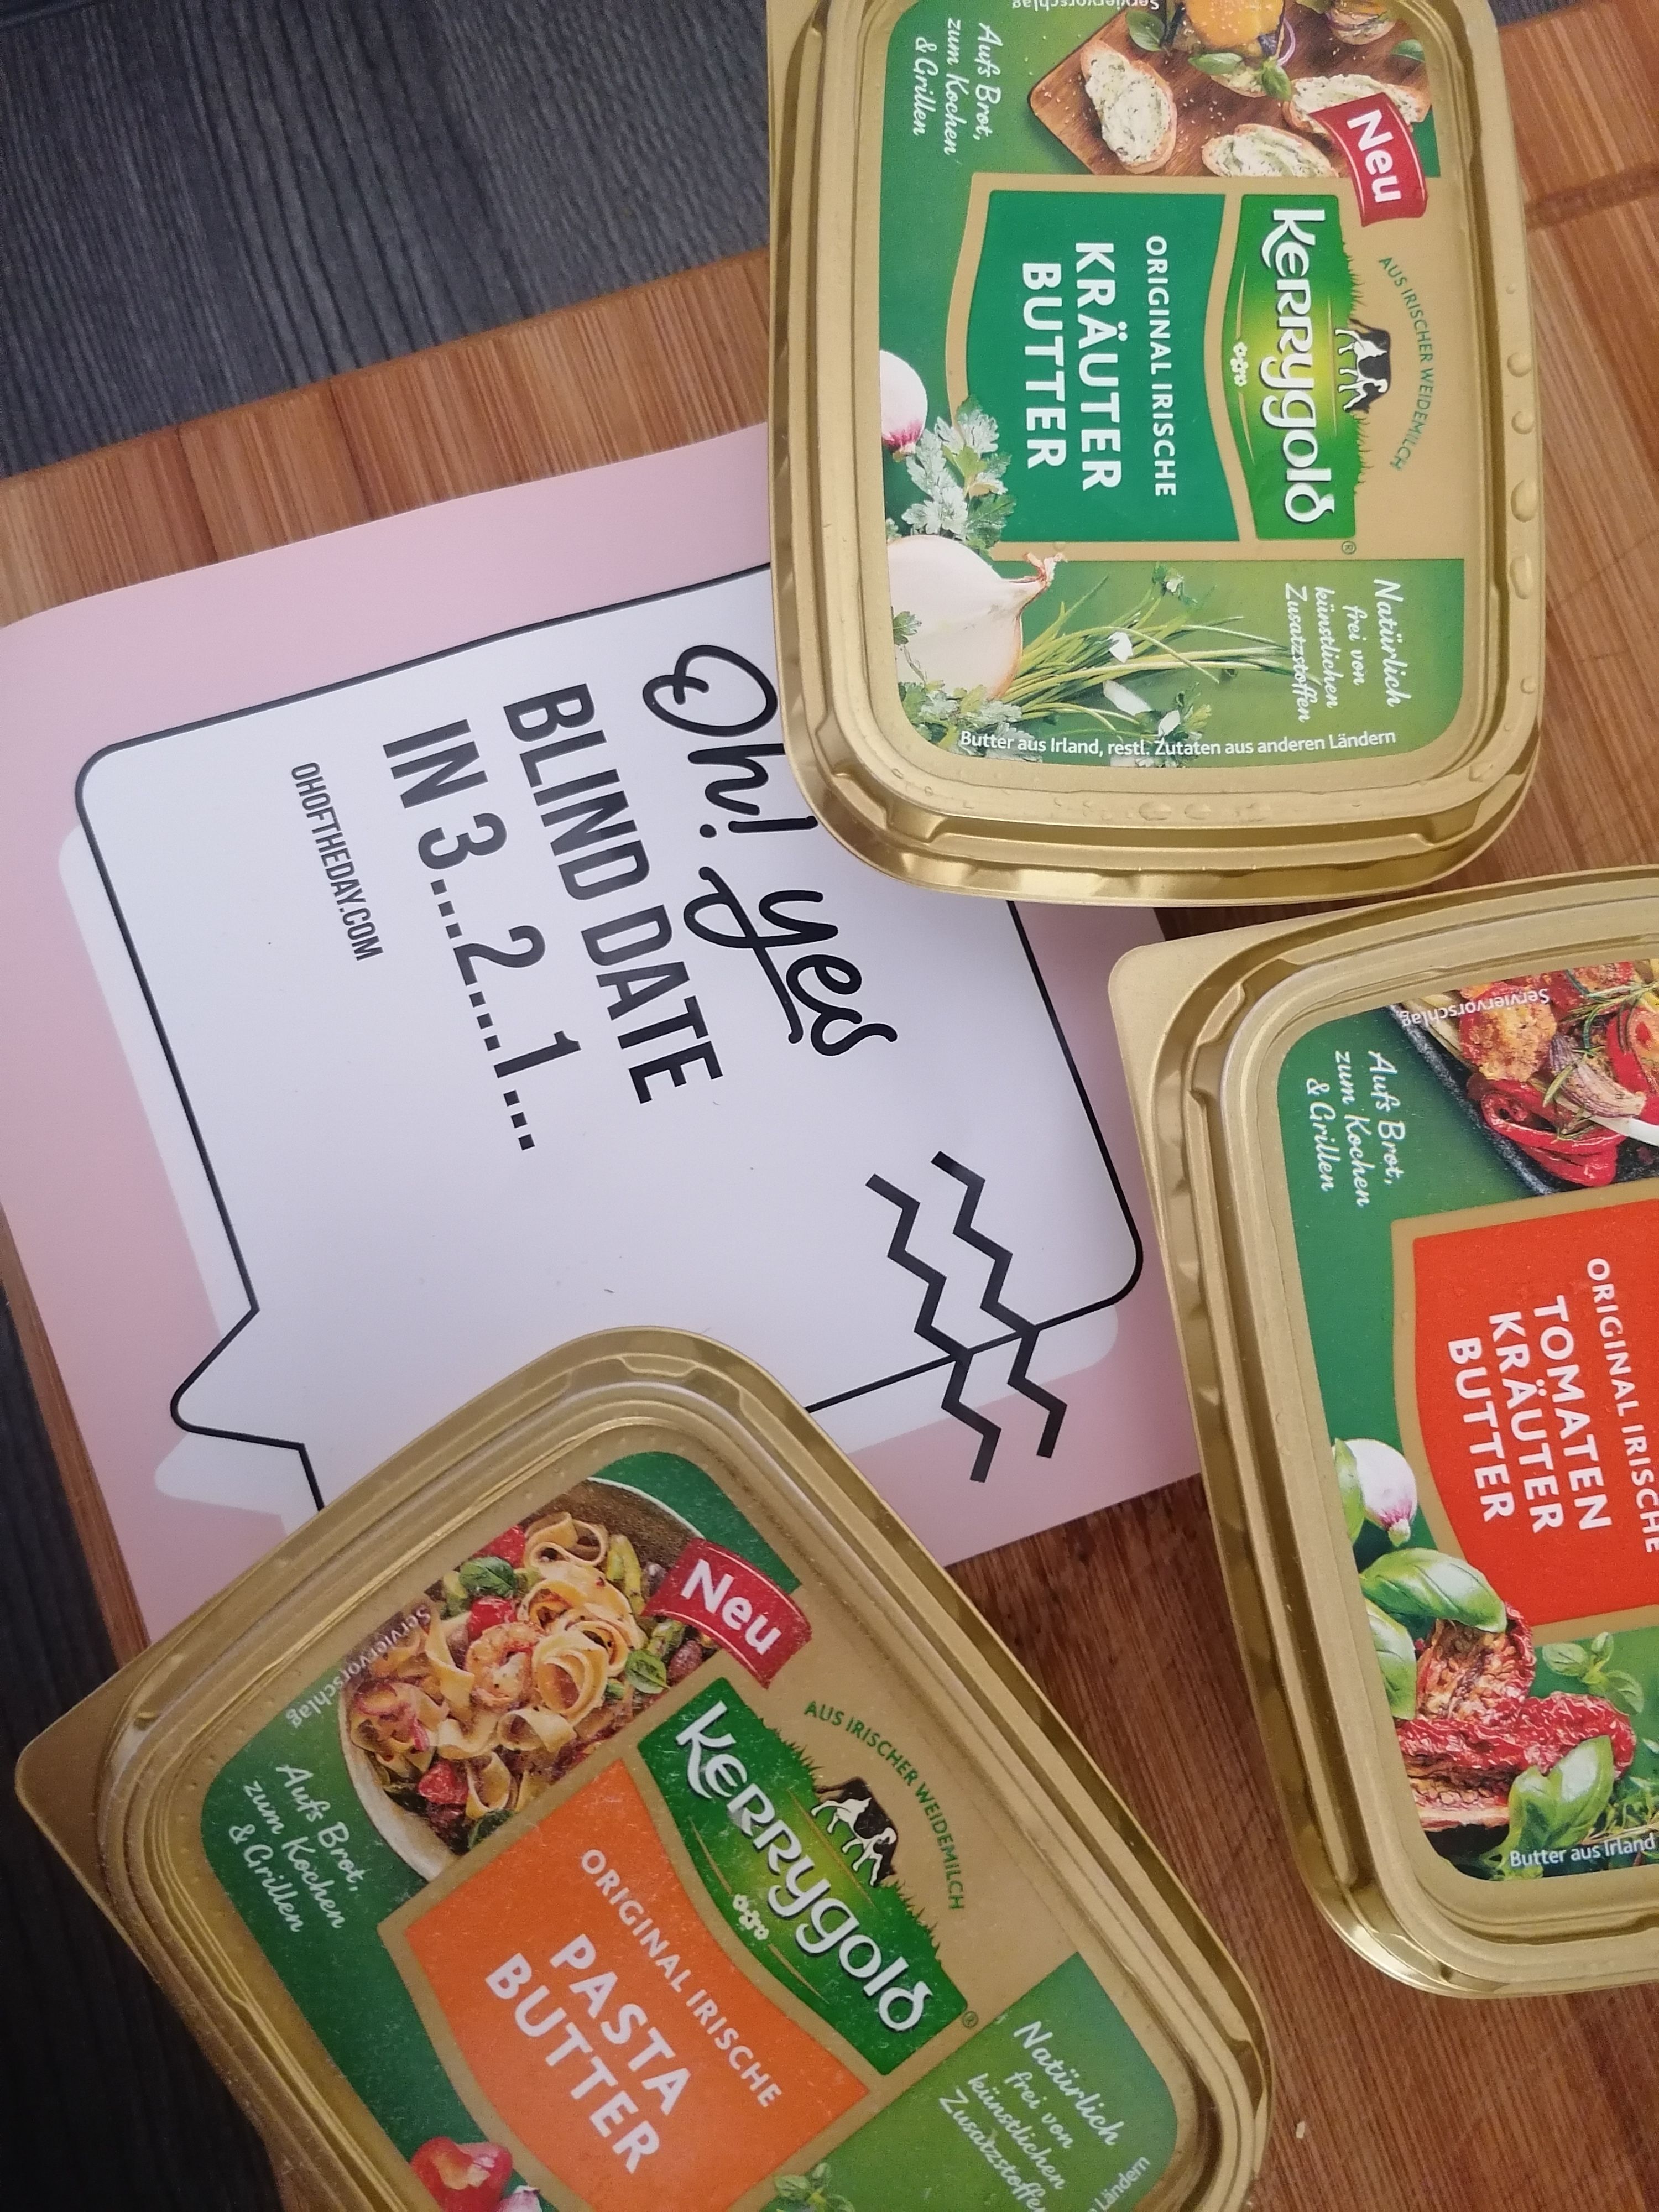 Serviervorschlag
Aufs Brot,
zum Kochen
& Grillen
Neu
AUS IRISCHER WEIDEMILCH
Kerrygold®
ORIGINAL IRISCHE
KRÄUTER
BUTTER
Natürlich
frei von
künstlichen
Zusatzstoffen
Butter aus Irland, restl. Zutaten aus anderen Ländern
Oh! yes
BLIND DATE
IN 3...2...1...
OHOFTHEDAY.COM
Serviervorschlag
Aufs Brot,
zum Kochen
& Grillen
ORIGINAL IRISCHE
TOMATEN
KRÄUTER
BUTTER
Butter aus Irland
Serviervorschlag
Aufs Brot,
zum Kochen
& Grillen
Neu
AUS IRISCHER WEIDEMILCH
Kerrygold®
ORIGINAL IRISCHE
PASTA
BUTTER
Natürlich
frei von
künstlichen
Zusatzstoffen
Ländern